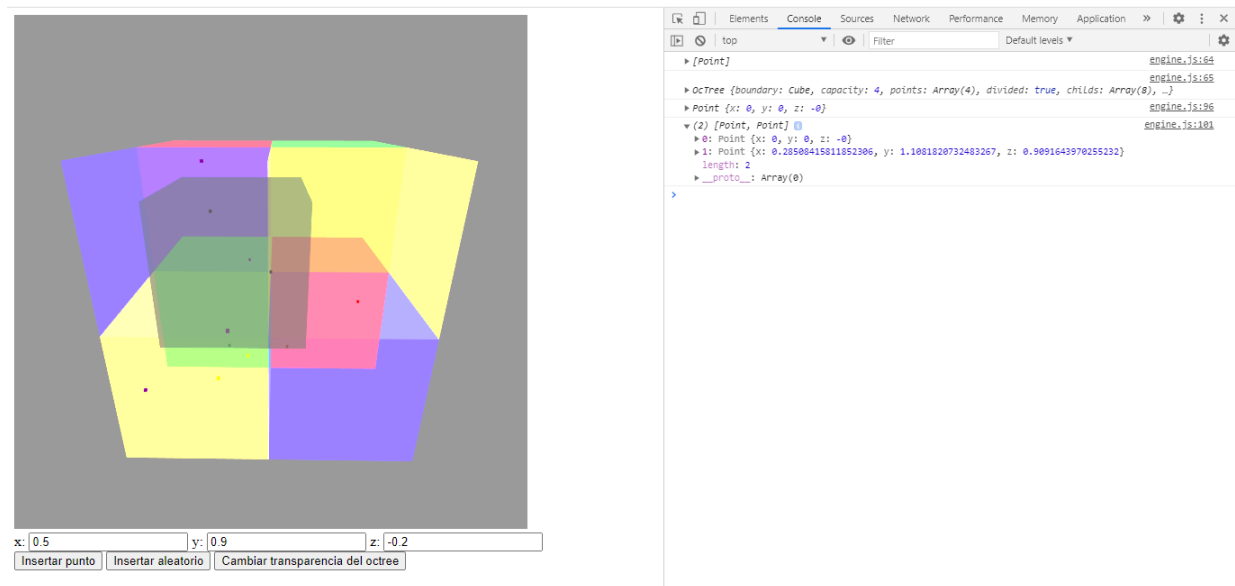 Elements Console Sources Network Performance Memory Application »
top Filter Default levels ▼
[Point] engine.js:64
engine.js:65
OcTree {boundary: Cube, capacity: 4, points: Array(4), divided: true, childs: Array(8), …}
Point {x: 0, y: 0, z: -0} engine.js:96
(2) [Point, Point] engine.js:101
0: Point {x: 0, y: 0, z: -0}
1: Point {x: 0.28508415811852306, y: 1.1081820732483267, z: 0.9091643970255232}
length: 2
__proto__: Array(0)
x: 0.5 y: 0.9 z: -0.2
Insertar punto Insertar aleatorio Cambiar transparencia del octree